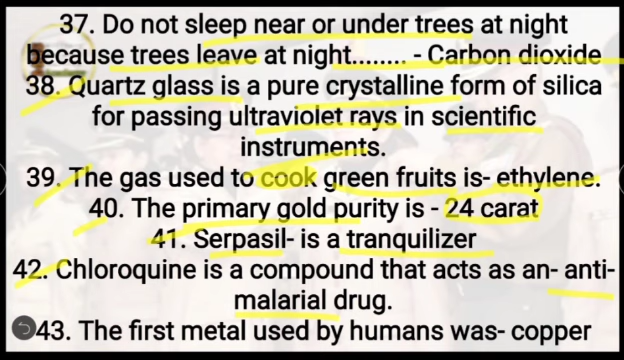 37. Do not sleep near or under trees at night
because trees leave at night........ - Carbon dioxide
38. Quartz glass is a pure crystalline form of silica
for passing ultraviolet rays in scientific
instruments.
39. The gas used to cook green fruits is- ethylene.
40. The primary gold purity is - 24 carat
41. Serpasil- is a tranquilizer
42. Chloroquine is a compound that acts as an- anti-
malarial drug.
43. The first metal used by humans was- copper